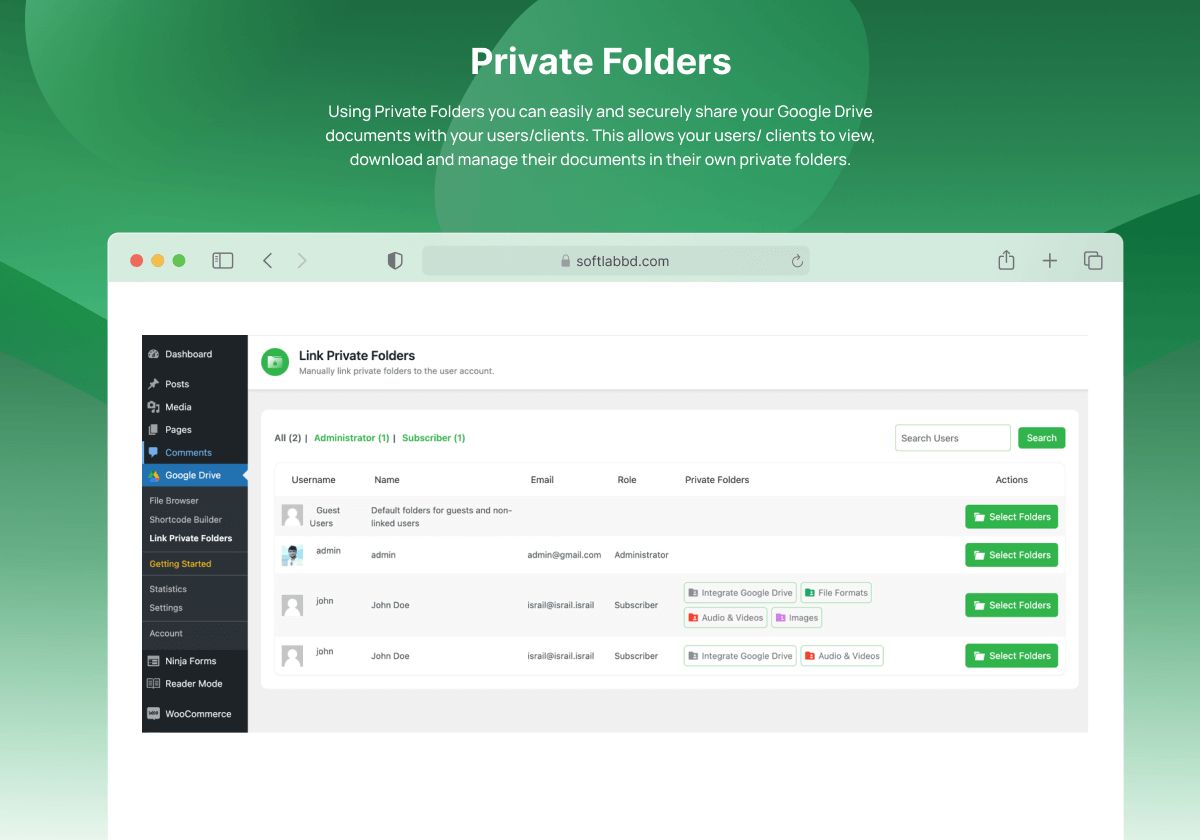 Private Folders
Using Private Folders you can easily and securely share your Google Drive
documents with your users/clients. This allows your users/ clients to view,
download and manage their documents in their own private folders.
softlabbd.com
Dashboard
Posts
Media
Pages
Comments
Google Drive
File Browser
Shortcode Builder
Link Private Folders
Getting Started
Statistics
Settings
Account
Ninja Forms
Reader Mode
WooCommerce
Link Private Folders
Manually link private folders to the user account.
All (2) | Administrator (1) | Subscriber (1)
Search Users Search
Username Name Email Role Private Folders Actions
Guest Users Default folders for guests and non-
linked users Select Folders
admin admin admin@gmail.com Administrator Select Folders
john John Doe israil@israil.israil Subscriber Integrate Google Drive File Formats Select Folders
Audio & Videos Images
john John Doe israil@israil.israil Subscriber Integrate Google Drive Audio & Videos Select Folders